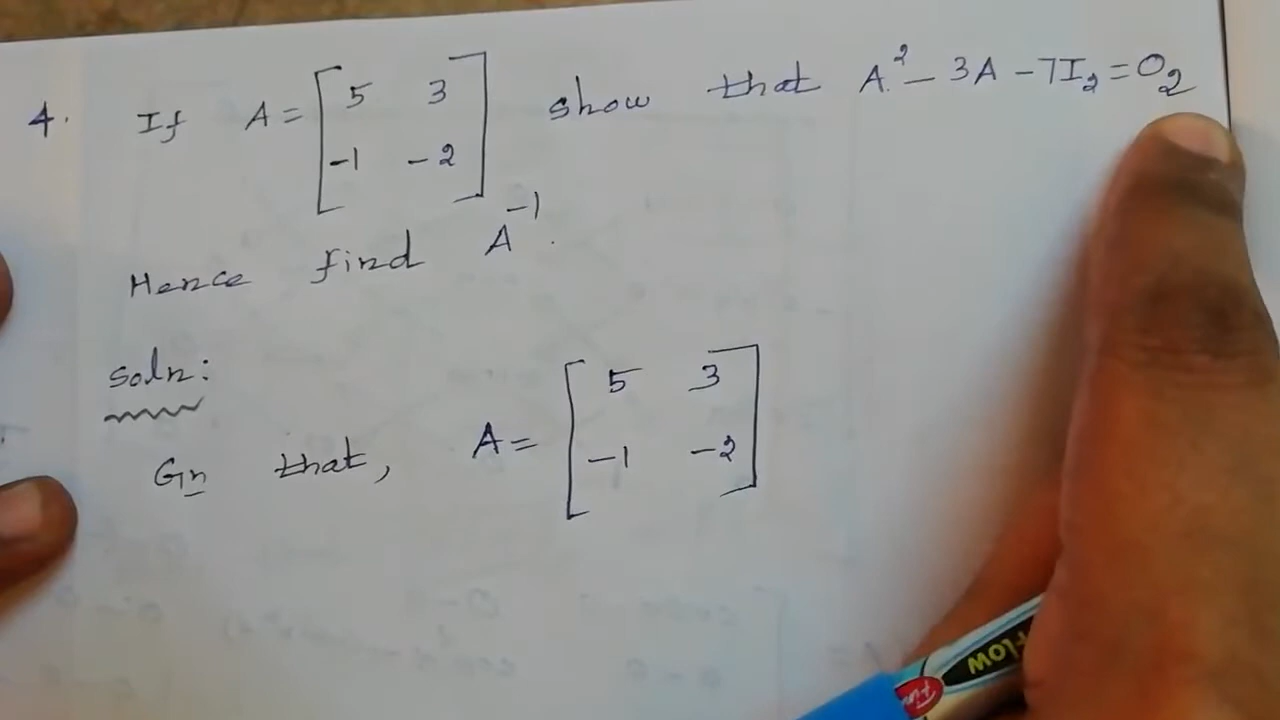 4. If A = [5 3 -1 -2] show that A² - 3A - 7I₂ = O₂
Hence find A⁻¹.
Soln:
Gn that, A = [5 3 -1 -2]
FLOW